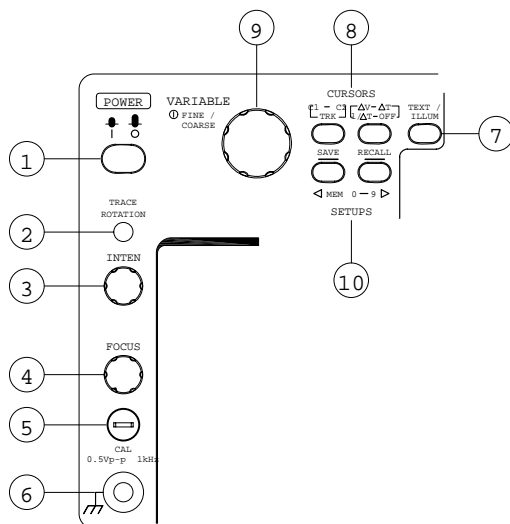 9
8
POWER
VARIABLE
FINE /
COARSE
CURSORS
C1 – C2
TRK
ΔV–ΔT
1/ΔT–OFF
TEXT /
ILLUM
7
1
SAVE
RECALL
MEM 0–9
SETUPS
TRACE
ROTATION
2
INTEN
10
3
FOCUS
4
5
CAL
0.5Vp-p 1kHz
6